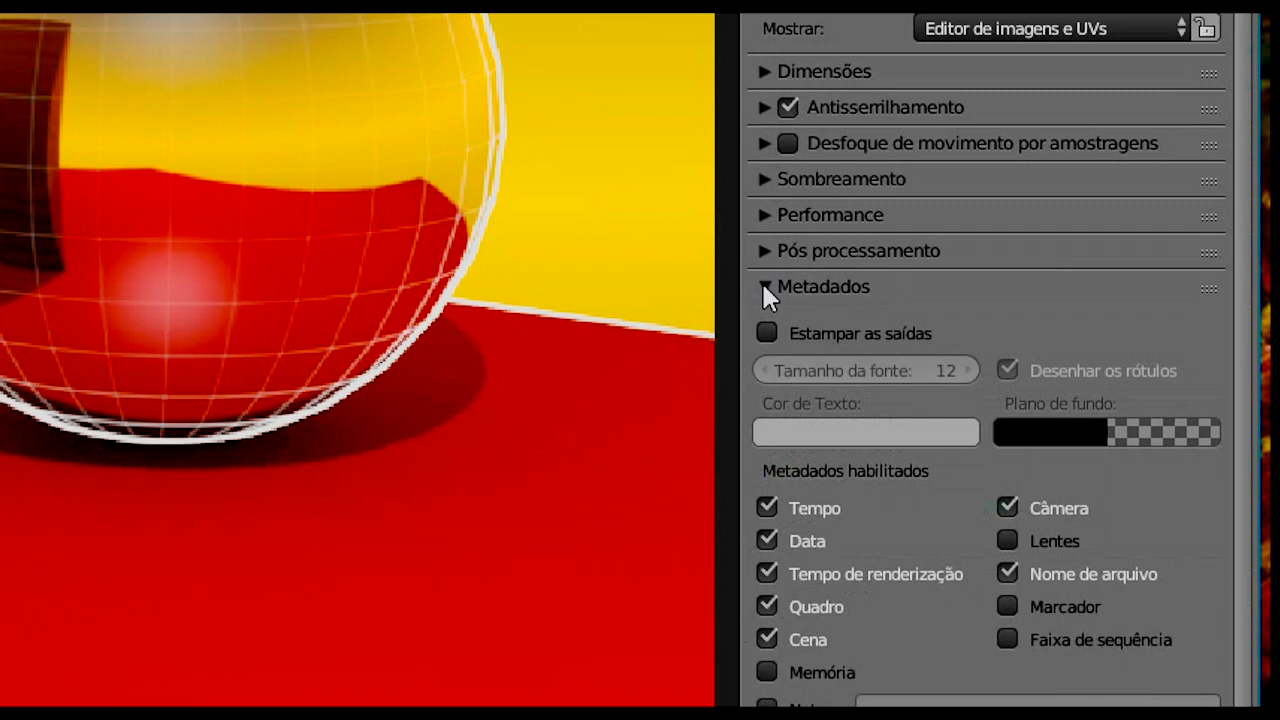 Mostrar: Editor de imagens e UVs
Dimensões
Antisserrilhamento
Desfoque de movimento por amostragens
Sombreamento
Performance
Pós processamento
Metadados
Estampar as saídas
Tamanho da fonte: 12 Desenhar os rótulos
Cor de Texto: Plano de fundo:
Metadados habilitados
Tempo Câmera
Data Lentes
Tempo de renderização Nome de arquivo
Quadro Marcador
Cena Faixa de sequência
Memória